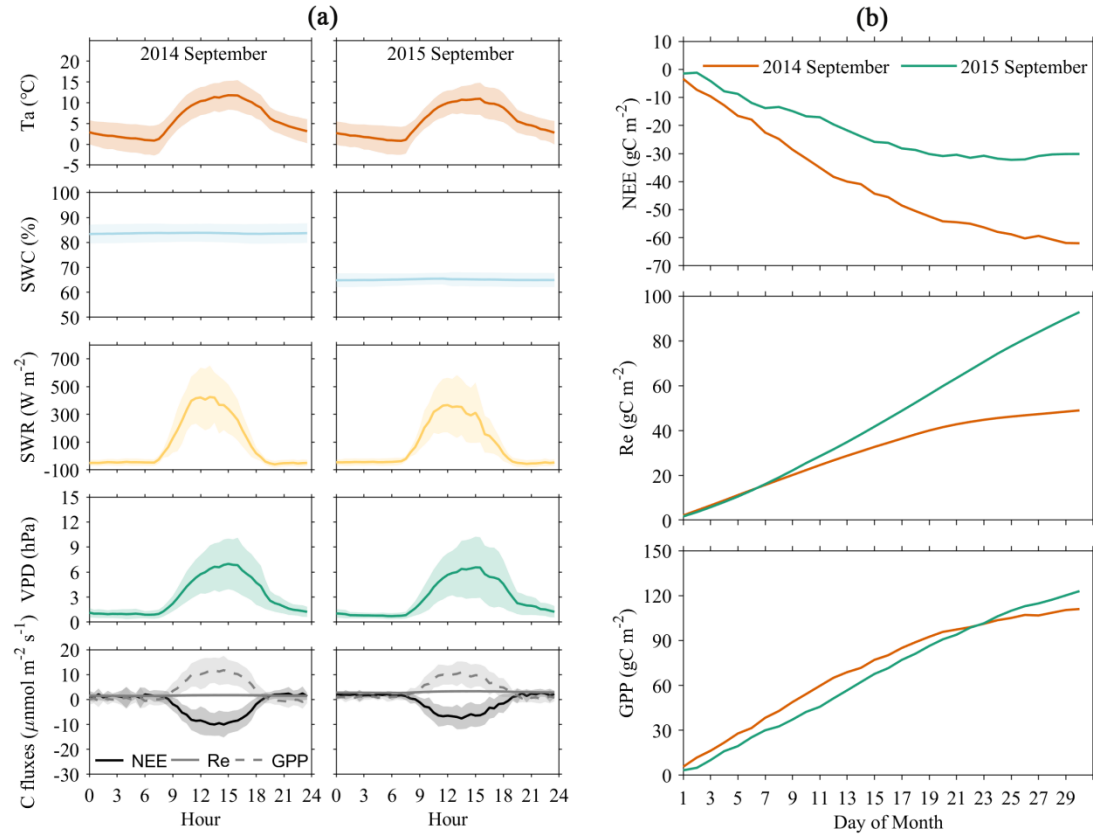 (a)
2014 September
2015 September
Ta (°C)
20
15
10
5
0
-5
SWC (%)
100
90
80
70
60
50
SWR (W m-2)
700
500
300
100
-100
VPD (hPa)
15
12
9
6
3
0
C fluxes (μnmol m-2 s-1)
20
10
0
-10
-20
-30
NEE Re GPP
0 3 6 9 12 15 18 21 24
0 3 6 9 12 15 18 21 24
Hour
Hour
(b)
2014 September 2015 September
NEE (gC m-2)
10
0
-10
-20
-30
-40
-50
-60
-70
Re (gC m-2)
100
80
60
40
20
0
GPP (gC m-2)
150
120
90
60
30
0
1 3 5 7 9 11 13 15 17 19 21 23 25 27 29
Day of Month